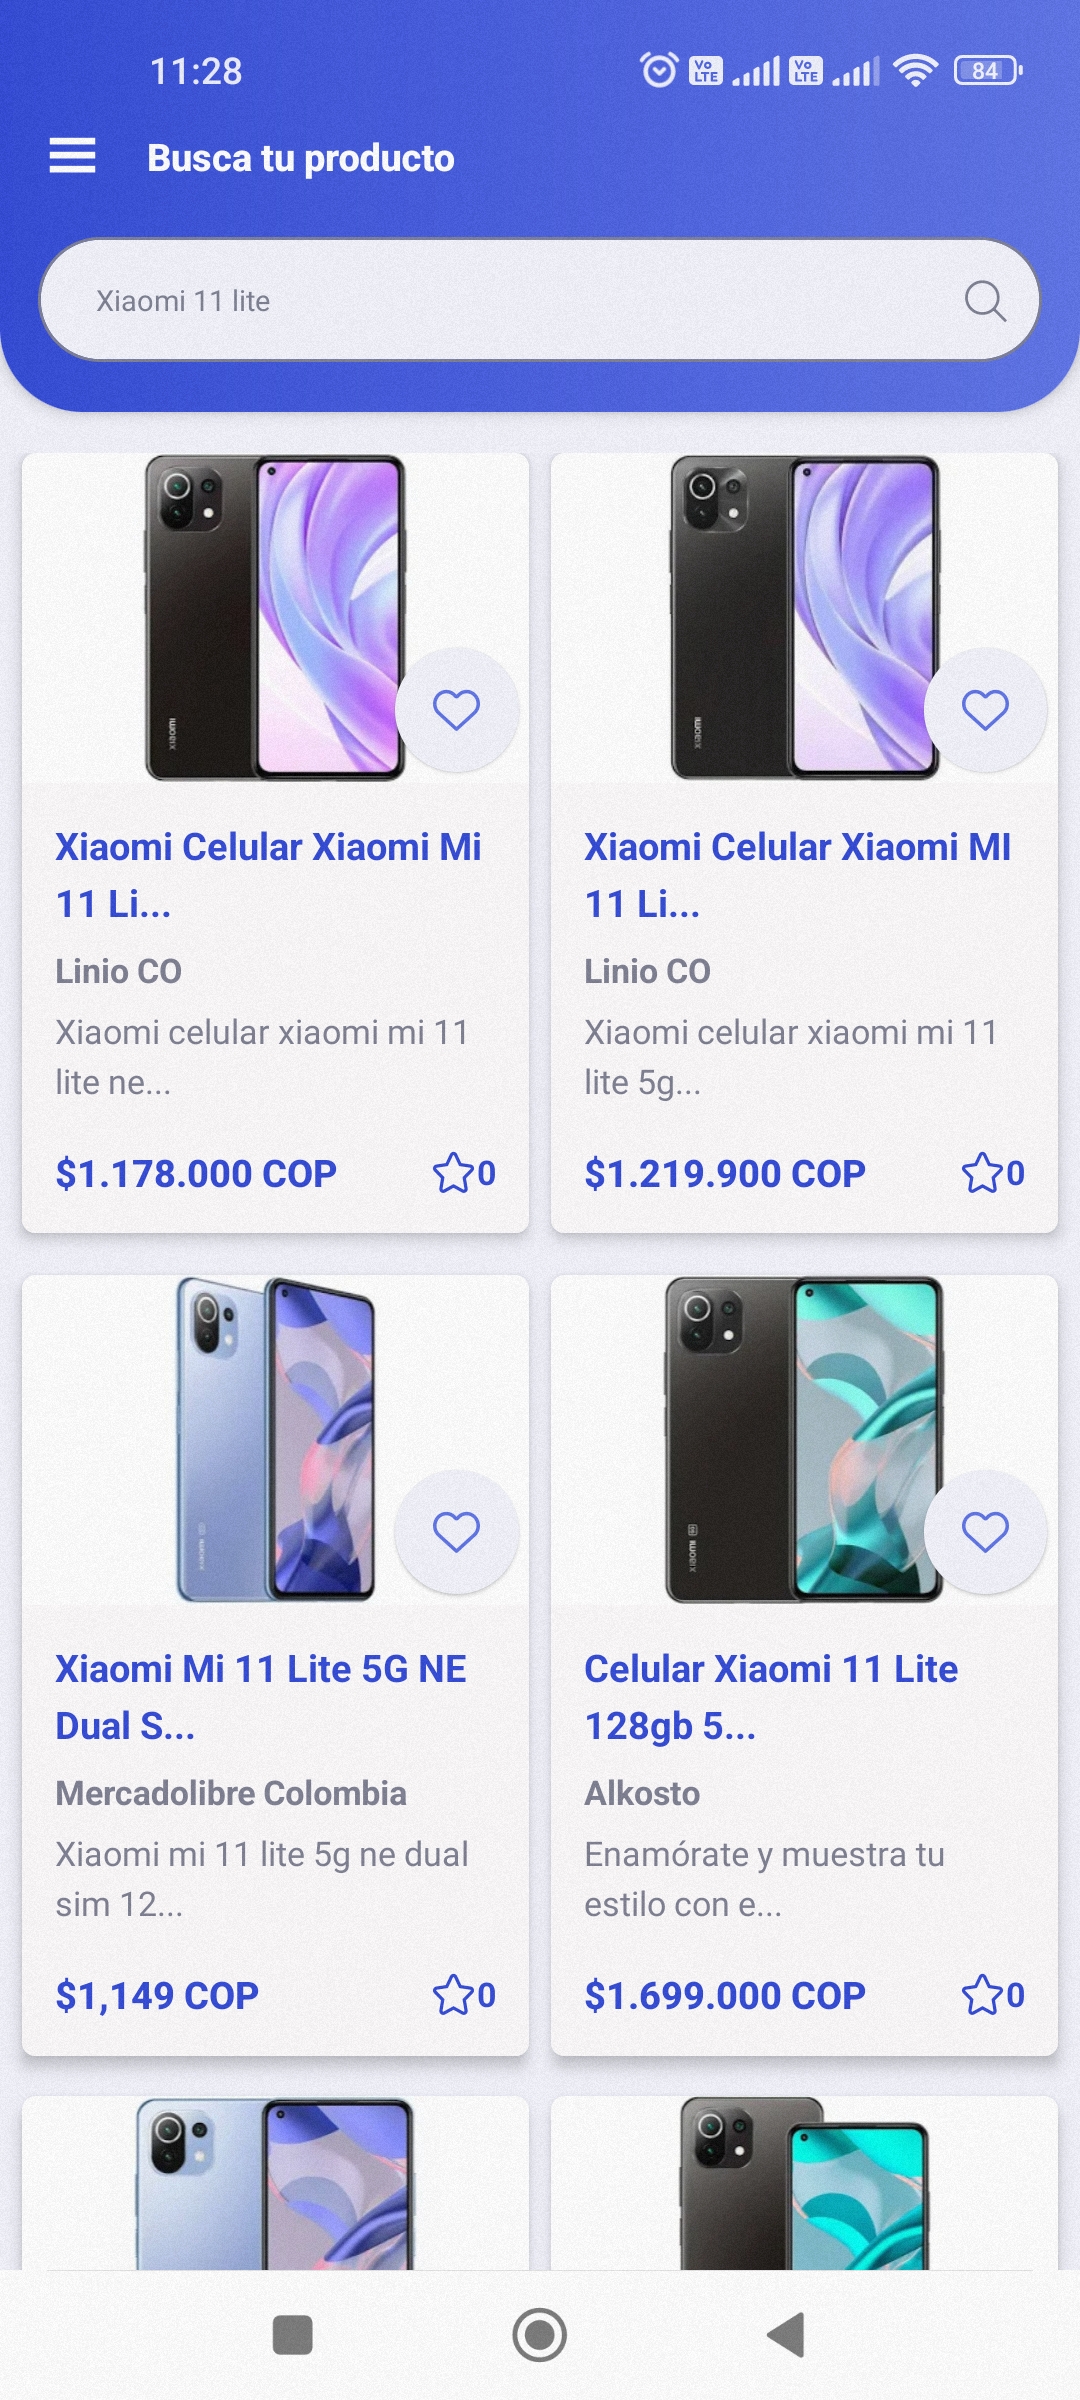 11:28
Vo LTE
Vo LTE
84
Busca tu producto
Xiaomi 11 lite
xiaomi
xiaomi
Xiaomi Celular Xiaomi Mi
11 Li...
Linio CO
Xiaomi celular xiaomi mi 11
lite ne...
$1.178.000 COP
0
Xiaomi Celular Xiaomi MI
11 Li...
Linio CO
Xiaomi celular xiaomi mi 11
lite 5g...
$1.219.900 COP
0
xiaomi
xiaomi
Xiaomi Mi 11 Lite 5G NE
Dual S...
Mercadolibre Colombia
Xiaomi mi 11 lite 5g ne dual
sim 12...
$1,149 COP
0
Celular Xiaomi 11 Lite
128gb 5...
Alkosto
Enamórate y muestra tu
estilo con e...
$1.699.000 COP
0